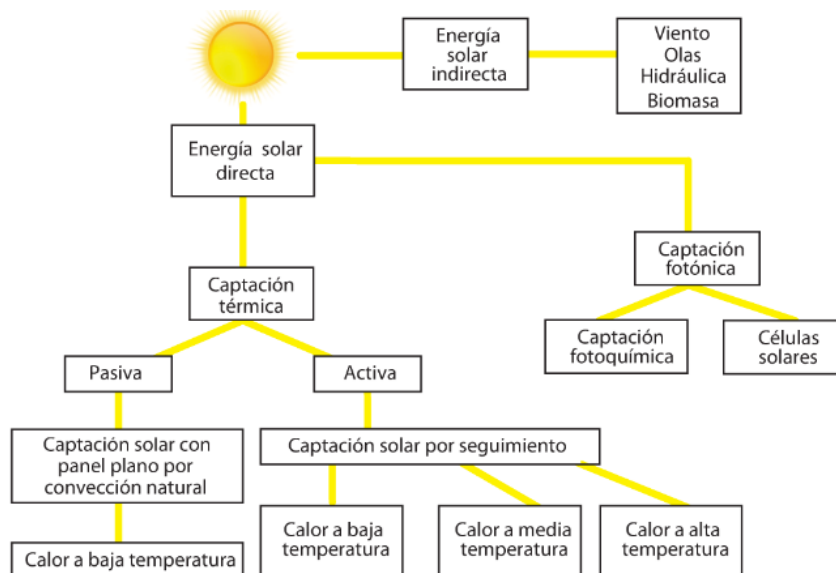 Energía
solar
indirecta
Viento
Olas
Hidráulica
Biomasa
Energía solar
directa
Captación
fotónica
Captación
térmica
Captación
fotoquímica
Células
solares
Pasiva
Activa
Captación solar con
panel plano por
convección natural
Captación solar por seguimiento
Calor a baja temperatura
Calor a baja
temperatura
Calor a media
temperatura
Calor a alta
temperatura